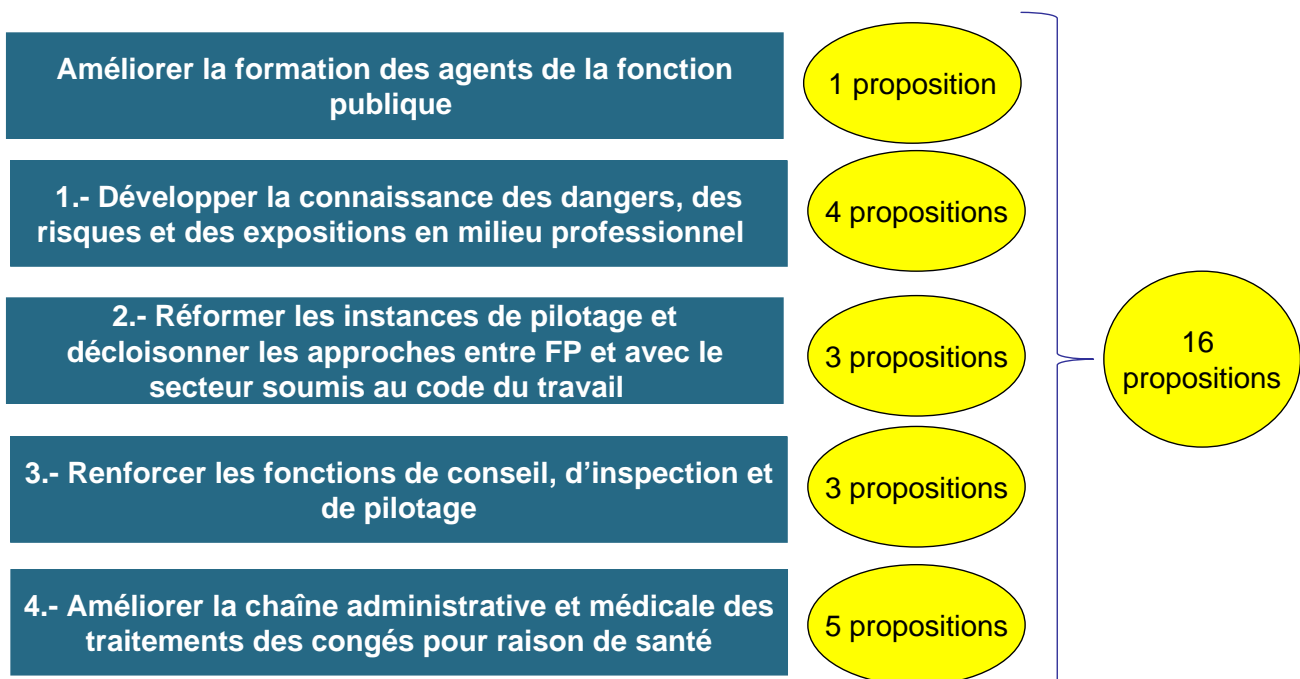 Améliorer la formation des agents de la fonction
publique
1 proposition
1.- Développer la connaissance des dangers, des
risques et des expositions en milieu professionnel
4 propositions
2.- Réformer les instances de pilotage et
décloisonner les approches entre FP et avec le
secteur soumis au code du travail
3 propositions
3.- Renforcer les fonctions de conseil, d’inspection et
de pilotage
3 propositions
4.- Améliorer la chaîne administrative et médicale des
traitements des congés pour raison de santé
5 propositions
16
propositions